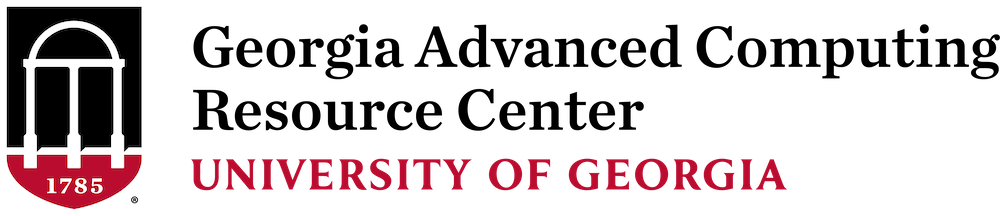 Georgia Advanced Computing
Resource Center
UNIVERSITY OF GEORGIA
1785
®